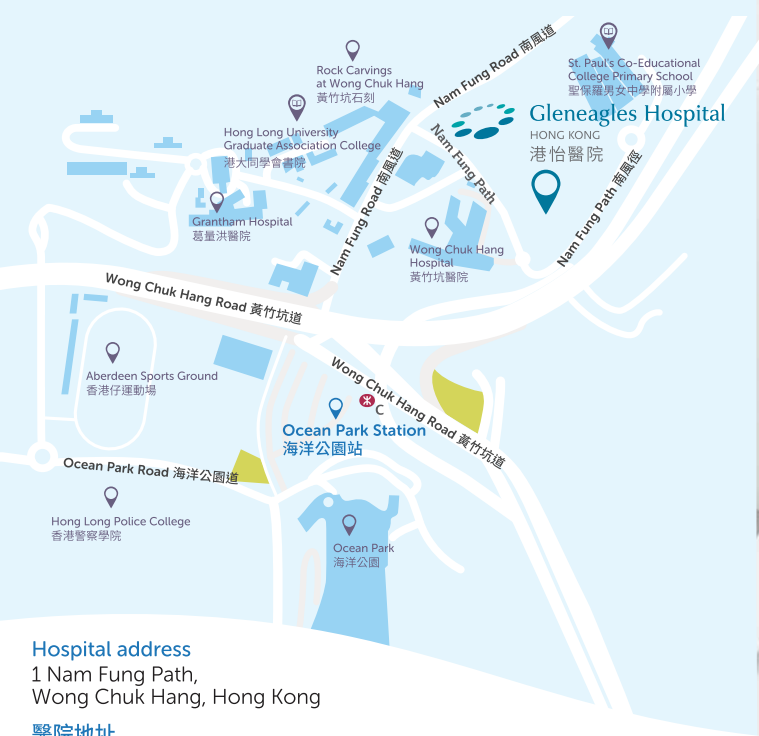 Nam Fung Road 南風道
St. Paul's Co-Educational
College Primary School
聖保羅男女中學附屬小學
Rock Carvings
at Wong Chuk Hang
黃竹坑石刻
Gleneagles Hospital
HONG KONG
港怡醫院
Hong Long University
Graduate Association College
港大同學會書院
Nam Fung Path
Nam Fung Road 南風道
Nam Fung Path 南風徑
Grantham Hospital
葛量洪醫院
Wong Chuk Hang
Hospital
黃竹坑醫院
Wong Chuk Hang Road 黃竹坑道
Aberdeen Sports Ground
香港仔運動場
Wong Chuk Hang Road 黃竹坑道
C
Ocean Park Station
海洋公園站
Ocean Park Road 海洋公園道
Hong Long Police College
香港警察學院
Ocean Park
海洋公園
Hospital address
1 Nam Fung Path,
Wong Chuk Hang, Hong Kong
醫院地址